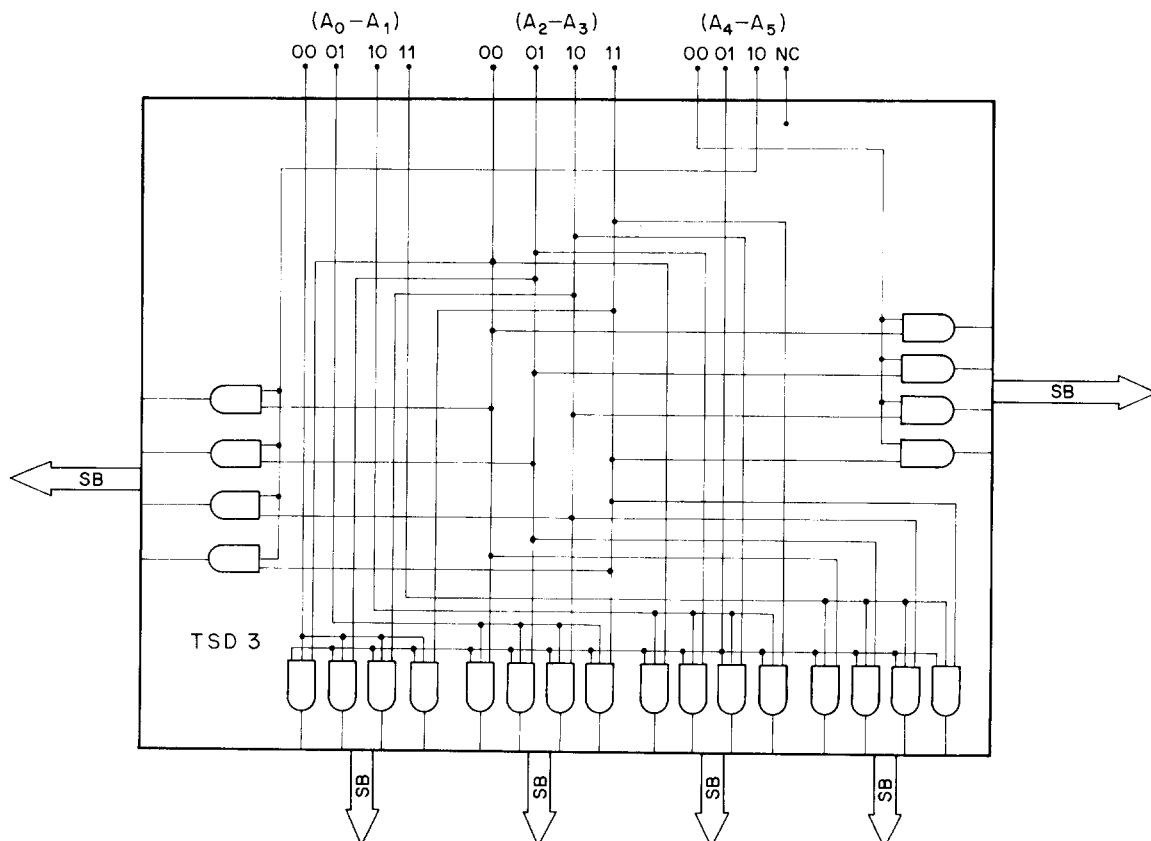 (A0–A1) (A2–A3) (A4–A5)
00 01 10 11 00 01 10 11 00 01 10 NC
SB
SB
TSD 3
SB SB SB SB